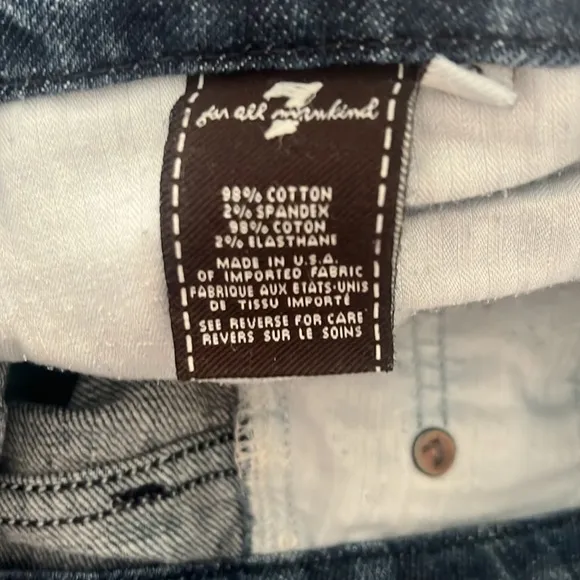 7
for all mankind
98% COTTON
2% SPANDEX
98% COTON
2% ELASTHANE
MADE IN U.S.A.
OF IMPORTED FABRIC
FABRIQUE AUX ETATS-UNIS
DE TISSU IMPORTÉ
SEE REVERSE FOR CARE
REVERS SUR LE SOINS